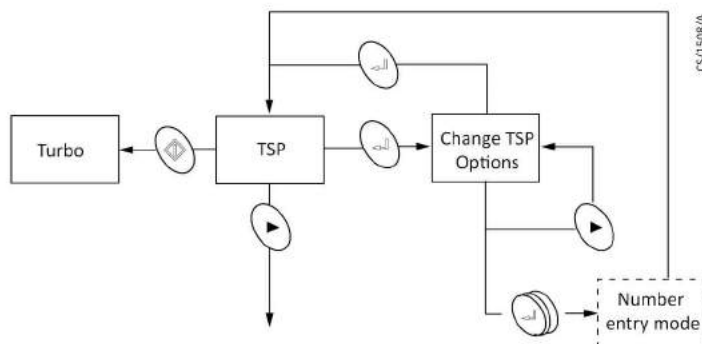 CS/1508/A
Turbo
TSP
Change TSP
Options
Number
entry mode